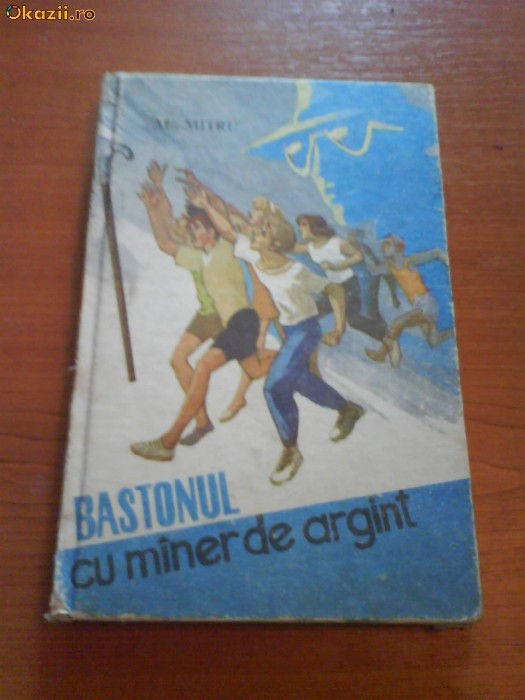 Okazii.ro
Al. MITRU
BASTONUL
cu mîner de argint